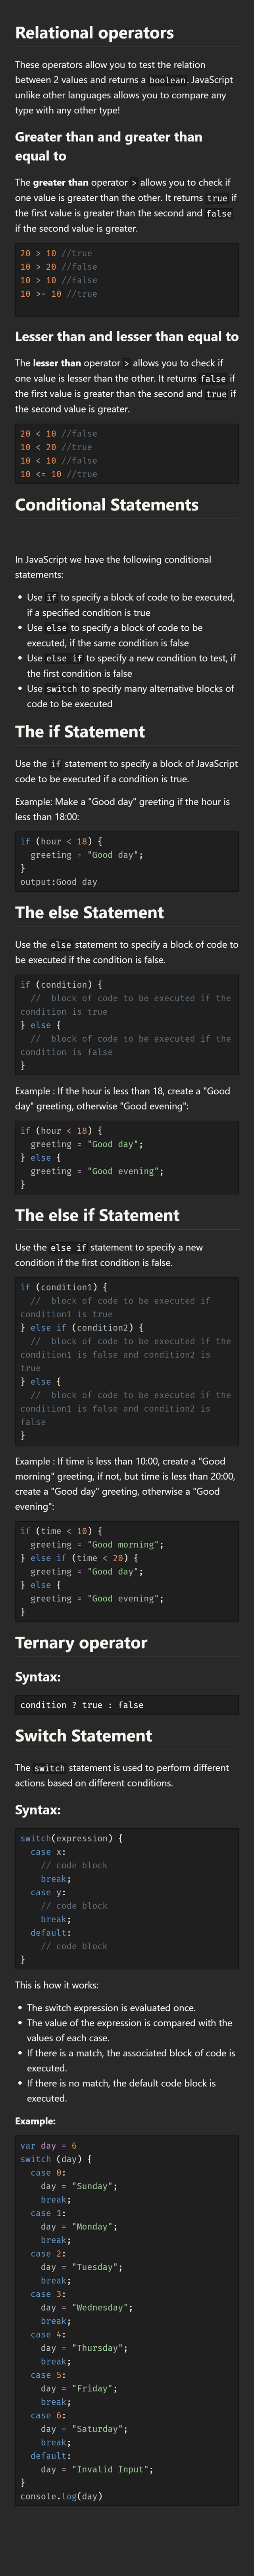 Relational operators
These operators allow you to test the relation
between 2 values and returns a boolean. JavaScript
unlike other languages allows you to compare any
type with any other type!
Greater than and greater than
equal to
The greater than operator > allows you to check if
one value is greater than the other. It returns true if
the first value is greater than the second and false
if the second value is greater.
20 > 10 //true
10 > 20 //false
10 > 10 //false
10 >= 10 //true
Lesser than and lesser than equal to
The lesser than operator > allows you to check if
one value is lesser than the other. It returns false if
the first value is greater than the second and true if
the second value is greater.
20 < 10 //false
10 < 20 //true
10 < 10 //false
10 <= 10 //true
Conditional Statements
In JavaScript we have the following conditional
statements:
• Use if to specify a block of code to be executed,
if a specified condition is true
• Use else to specify a block of code to be
executed, if the same condition is false
• Use else if to specify a new condition to test, if
the first condition is false
• Use switch to specify many alternative blocks of
code to be executed
The if Statement
Use the if statement to specify a block of JavaScript
code to be executed if a condition is true.
Example: Make a "Good day" greeting if the hour is
less than 18:00:
if (hour < 18) {
  greeting = "Good day";
}
output:Good day
The else Statement
Use the else statement to specify a block of code to
be executed if the condition is false.
if (condition) {
  //  block of code to be executed if the
condition is true
} else {
  //  block of code to be executed if the
condition is false
}
Example : If the hour is less than 18, create a "Good
day" greeting, otherwise "Good evening":
if (hour < 18) {
  greeting = "Good day";
} else {
  greeting = "Good evening";
}
The else if Statement
Use the else if statement to specify a new
condition if the first condition is false.
if (condition1) {
  //  block of code to be executed if
condition1 is true
} else if (condition2) {
  //  block of code to be executed if the
condition1 is false and condition2 is
true
} else {
  //  block of code to be executed if the
condition1 is false and condition2 is
false
}
Example : If time is less than 10:00, create a "Good
morning" greeting, if not, but time is less than 20:00,
create a "Good day" greeting, otherwise a "Good
evening":
if (time < 10) {
  greeting = "Good morning";
} else if (time < 20) {
  greeting = "Good day";
} else {
  greeting = "Good evening";
}
Ternary operator
Syntax:
condition ? true : false
Switch Statement
The switch statement is used to perform different
actions based on different conditions.
Syntax:
switch(expression) {
  case x:
    // code block
    break;
  case y:
    // code block
    break;
  default:
    // code block
}
This is how it works:
• The switch expression is evaluated once.
• The value of the expression is compared with the
values of each case.
• If there is a match, the associated block of code is
executed.
• If there is no match, the default code block is
executed.
Example:
var day = 6
switch (day) {
  case 0:
    day = "Sunday";
    break;
  case 1:
    day = "Monday";
    break;
  case 2:
    day = "Tuesday";
    break;
  case 3:
    day = "Wednesday";
    break;
  case 4:
    day = "Thursday";
    break;
  case 5:
    day = "Friday";
    break;
  case 6:
    day = "Saturday";
    break;
  default:
    day = "Invalid Input";
}
console.log(day)